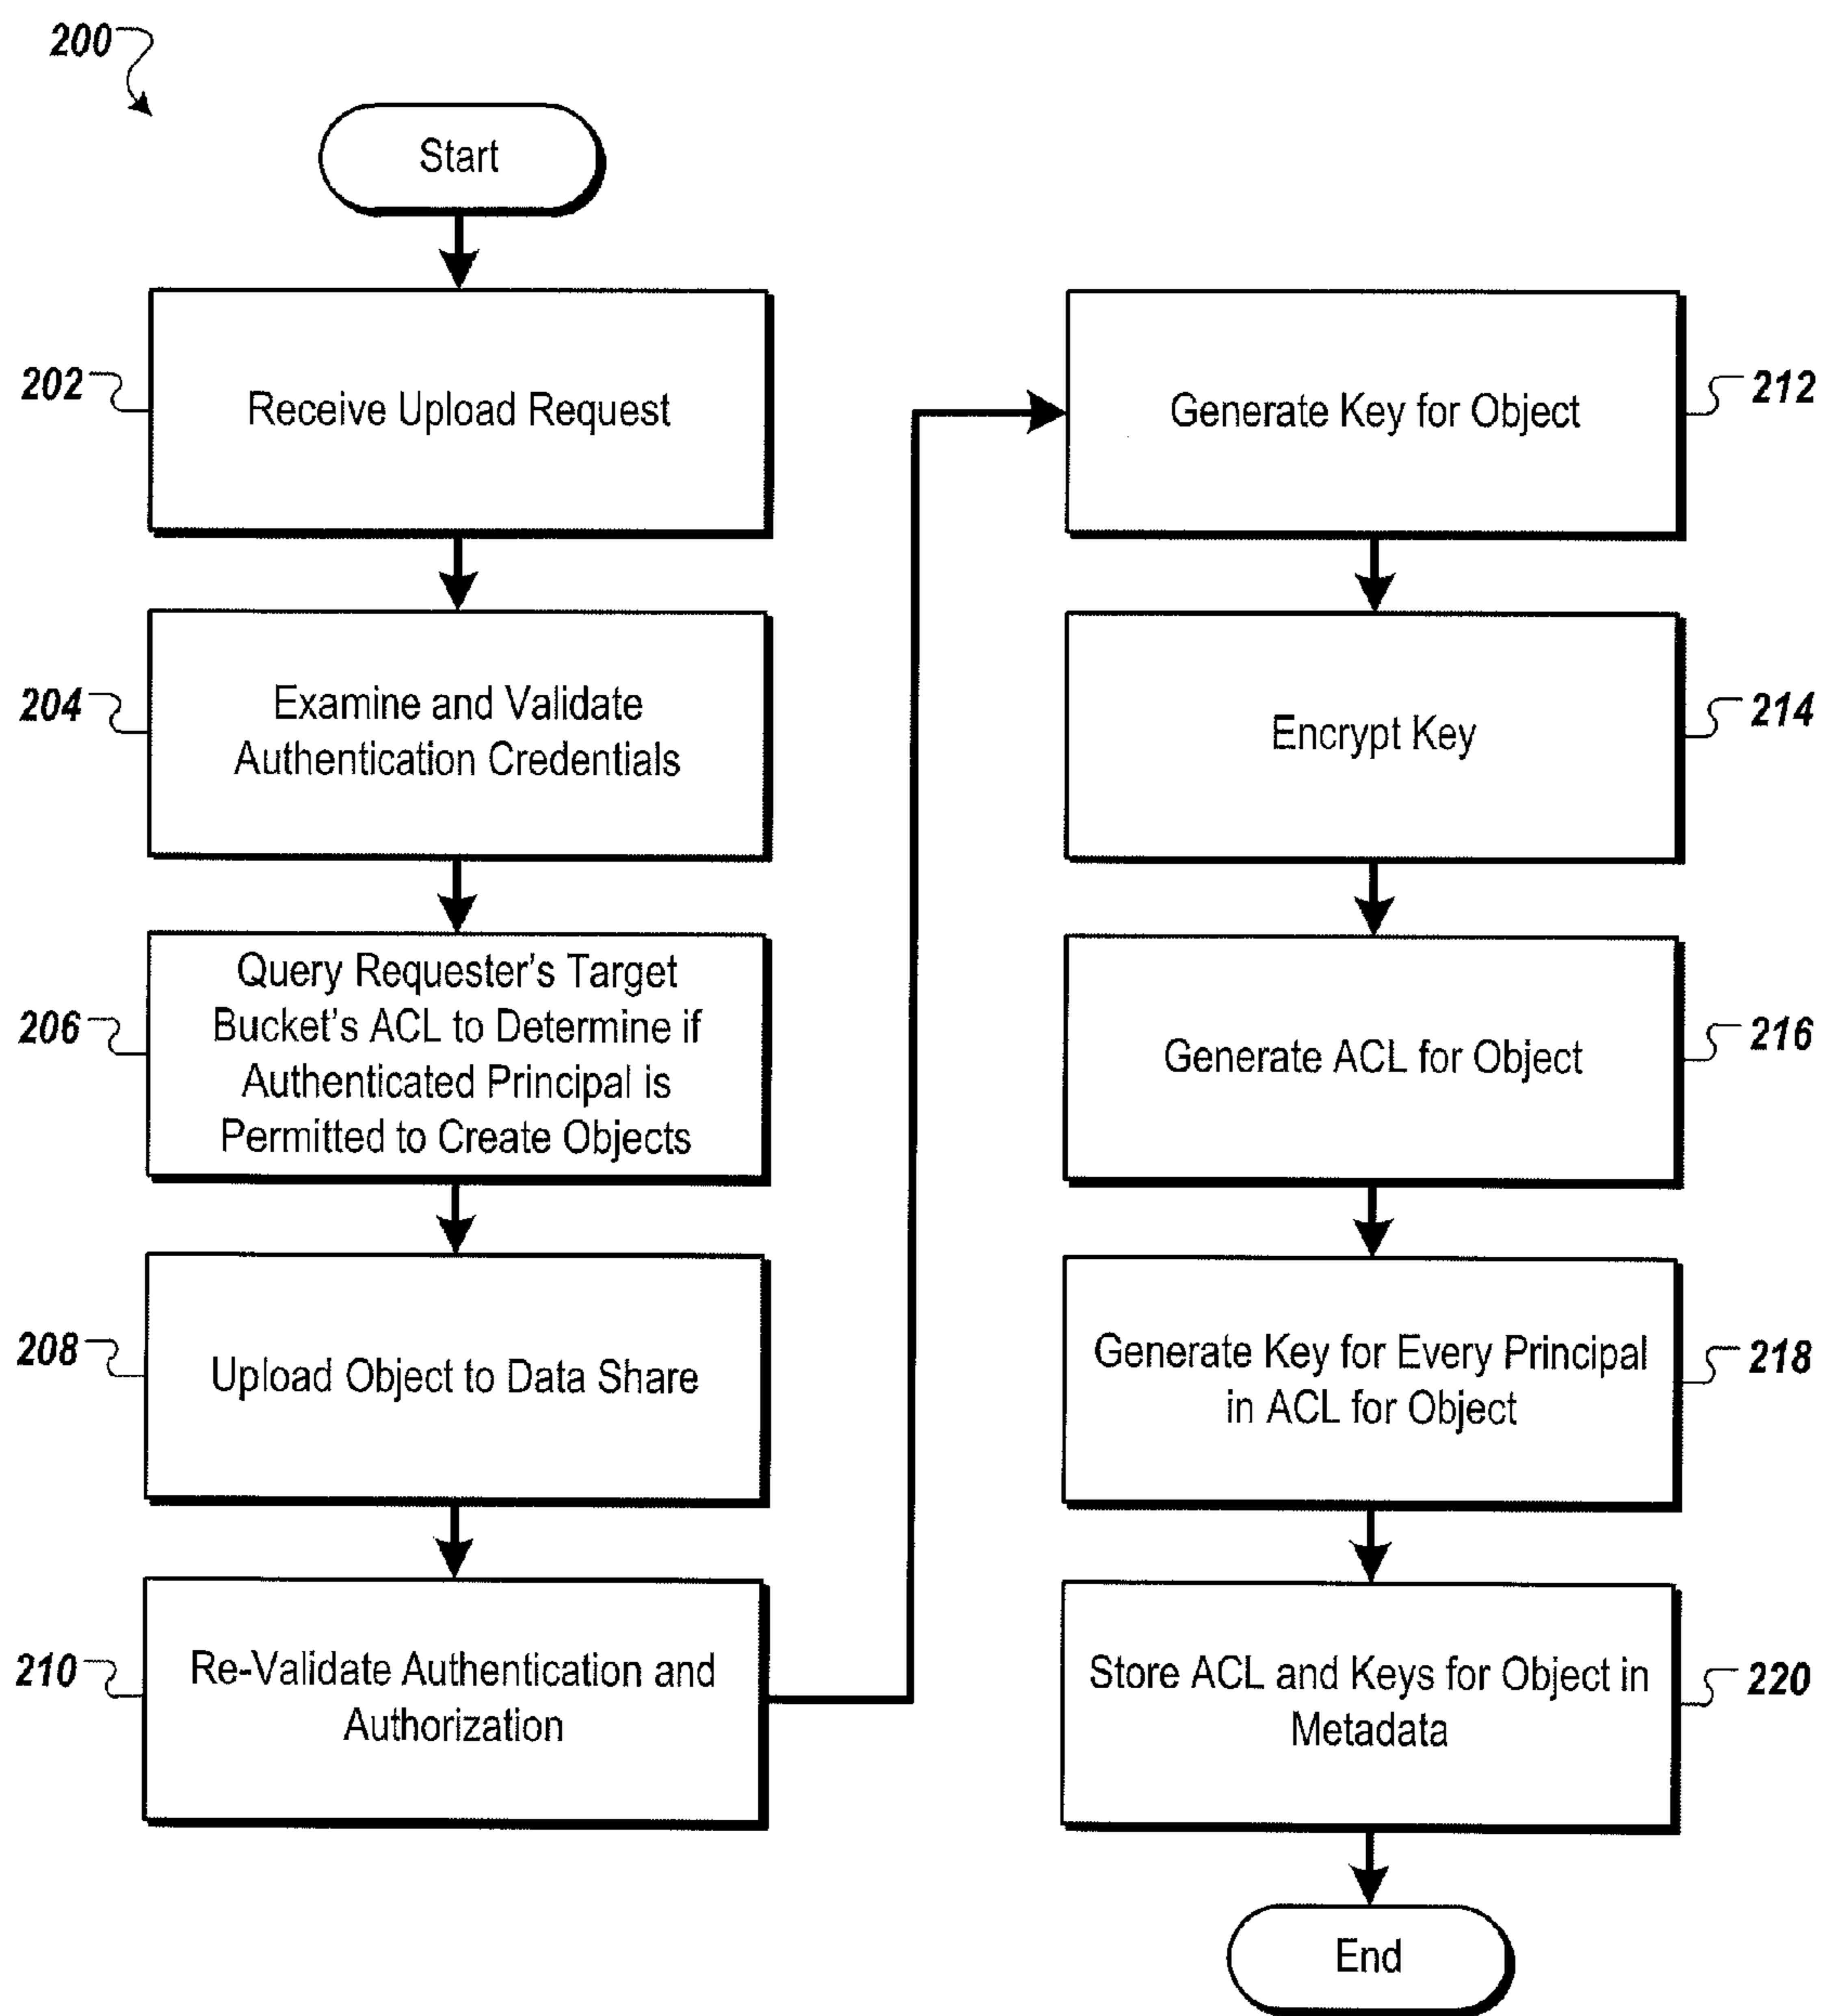 200
Start
202
Receive Upload Request
204
Examine and Validate
Authentication Credentials
206
Query Requester's Target
Bucket's ACL to Determine if
Authenticated Principal is
Permitted to Create Objects
208
Upload Object to Data Share
210
Re-Validate Authentication and
Authorization
212
Generate Key for Object
214
Encrypt Key
216
Generate ACL for Object
218
Generate Key for Every Principal
in ACL for Object
220
Store ACL and Keys for Object in
Metadata
End